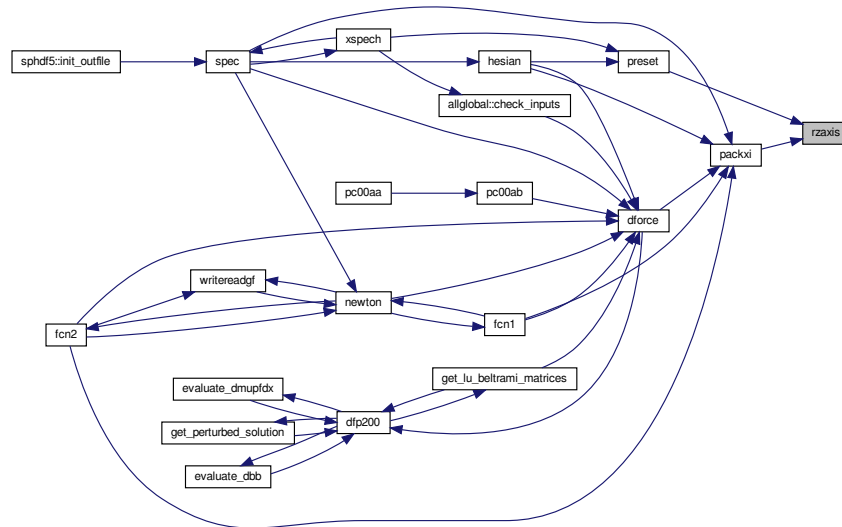 xspech
sphdf5::init_outfile
spec
hesian
preset
allglobal::check_inputs
rzaxis
packxi
pc00aa
pc00ab
dforce
writereadgf
newton
fcn1
fcn2
get_lu_beltrami_matrices
evaluate_dmupfdx
dfp200
get_perturbed_solution
evaluate_dbb